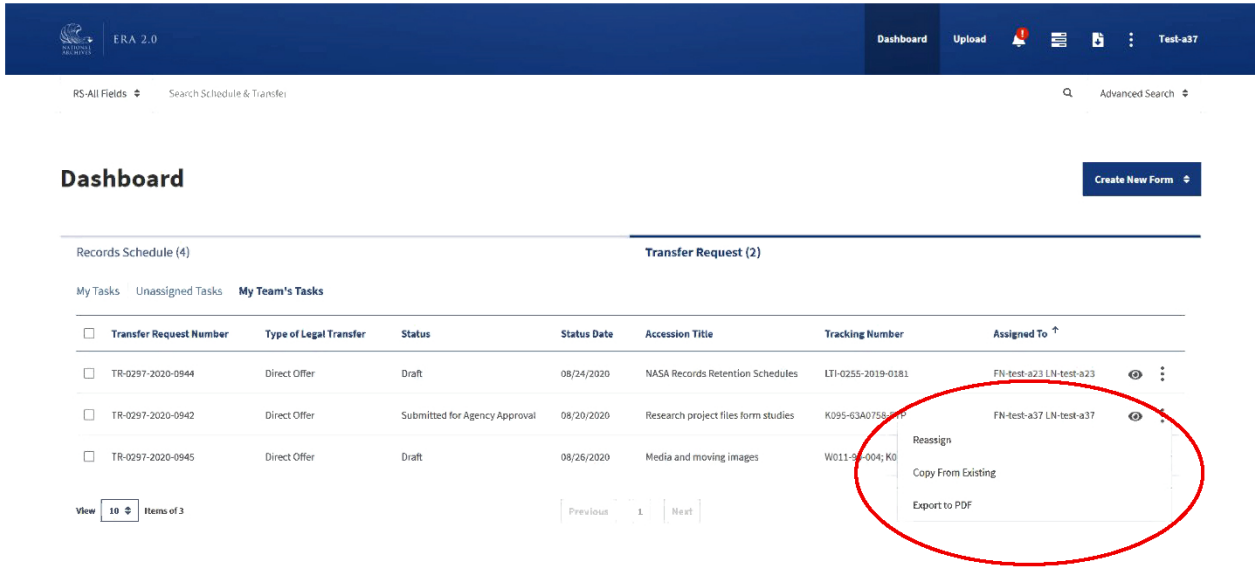 NATIONAL ARCHIVES
ERA 2.0
Dashboard Upload ! Test-a37
RS-All Fields Search Schedule & Transfer Advanced Search
Dashboard
Create New Form
Records Schedule (4) Transfer Request (2)
My Tasks Unassigned Tasks My Team's Tasks
Transfer Request Number Type of Legal Transfer Status Status Date Accession Title Tracking Number Assigned To ↑
TR-0297-2020-0944 Direct Offer Draft 08/24/2020 NASA Records Retention Schedules LTI-0255-2019-0181 FN-test-a23 LN-test-a23
TR-0297-2020-0942 Direct Offer Submitted for Agency Approval 08/20/2020 Research project files form studies FN-test-a37 LN-test-a37
Reassign
TR-0297-2020-0945 Direct Offer Draft 08/26/2020 Media and moving images
Copy From Existing
Export to PDF
View 10 Items of 3 Previous 1 Next